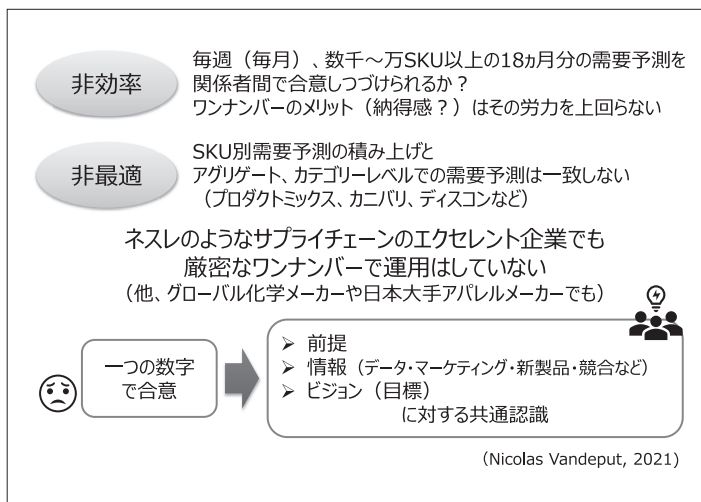 非効率
毎週（毎月）、数千～万SKU以上の18ヵ月分の需要予測を
関係者間で合意しつづけられるか？
ワンナンバーのメリット（納得感？）はその労力を上回らない
非最適
SKU別需要予測の積み上げと
アグリゲート、カテゴリーレベルでの需要予測は一致しない
（プロダクトミックス、カニバリ、ディスコンなど）
ネスレのようなサプライチェーンのエクセレント企業でも
厳密なワンナンバーで運用はしていない
（他、グローバル化学メーカーや日本大手アパレルメーカーでも）
一つの数字
で合意
➢ 前提
➢ 情報（データ・マーケティング・新製品・競合など）
➢ ビジョン（目標）
に対する共通認識
（Nicolas Vandeput, 2021）